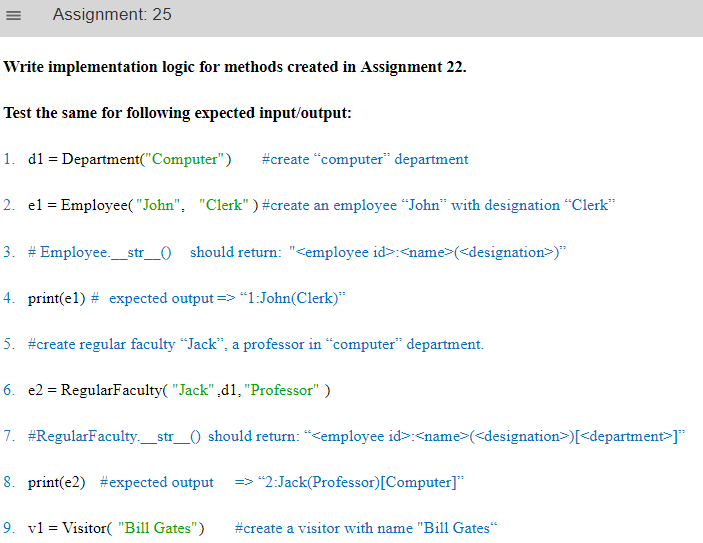 Assignment: 25
Write implementation logic for methods created in Assignment 22.
Test the same for following expected input/output:
1. d1 = Department("Computer") #create “computer” department
2. e1 = Employee( "John", "Clerk" ) #create an employee “John” with designation “Clerk”
3. # Employee.__str__() should return: "<employee id>:<name>(<designation>)”
4. print(e1) # expected output => “1:John(Clerk)”
5. #create regular faculty “Jack”, a professor in “computer” department.
6. e2 = RegularFaculty( "Jack" ,d1, "Professor" )
7. #RegularFaculty.__str__() should return: “<employee id>:<name>(<designation>)[<department>]”
8. print(e2) #expected output => “2:Jack(Professor)[Computer]”
9. v1 = Visitor( "Bill Gates") #create a visitor with name "Bill Gates“